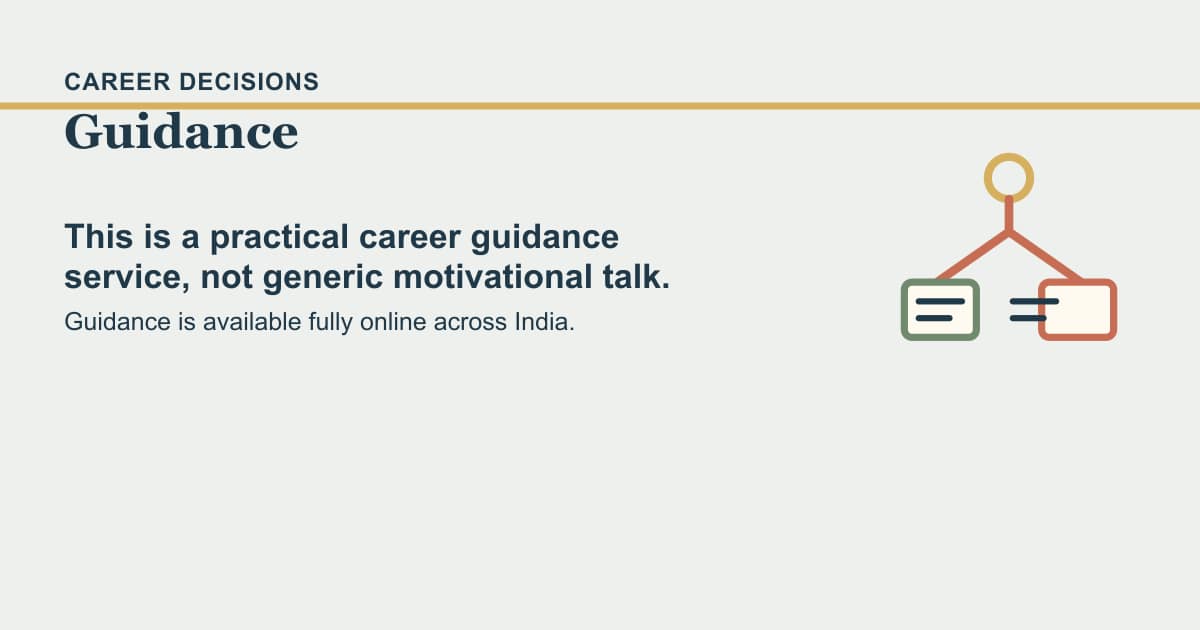 CAREER DECISIONS
Guidance
This is a practical career guidance
service, not generic motivational talk.
Guidance is available fully online across India.